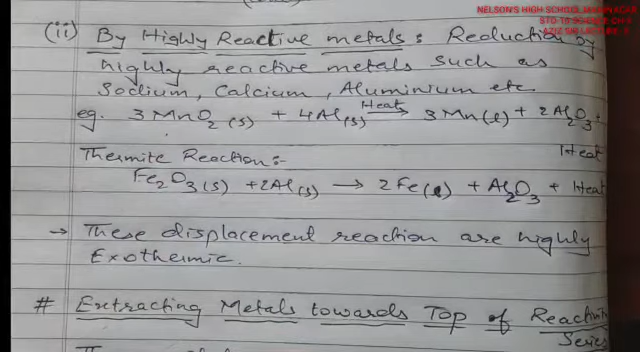 NELSON'S HIGH SCHOOL,
(ii) By Highly Reactive metals: Reduction by
highly reactive metals such as
Sodium, Calcium, Aluminium etc.
eg. 3MnO₂(s) + 4Al(s) —Heat→ 3Mn(l) + 2Al₂O₃ +
Heat
Thermite Reaction:-
Fe₂O₃(s) + 2Al(s) → 2Fe(l) + Al₂O₃ + Heat
→ These displacement reaction are highly
Exothermic.
# Extracting Metals towards Top of Reactivity
Series